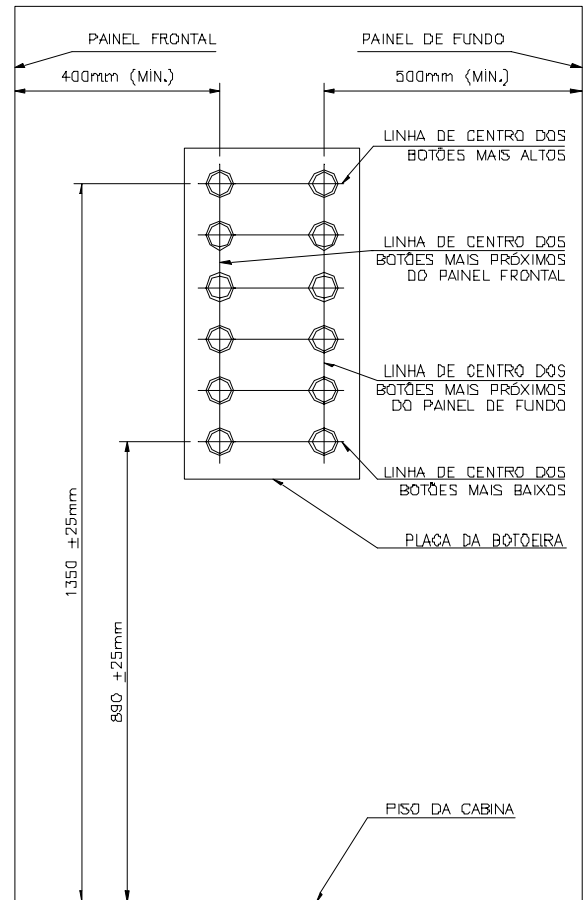 PAINEL FRONTAL
PAINEL DE FUNDO
400mm (MÍN.)
500mm (MÍN.)
LINHA DE CENTRO DOS
BOTÕES MAIS ALTOS
LINHA DE CENTRO DOS
BOTÕES MAIS PRÓXIMOS
DO PAINEL FRONTAL
LINHA DE CENTRO DOS
BOTÕES MAIS PRÓXIMOS
DO PAINEL DE FUNDO
LINHA DE CENTRO DOS
BOTÕES MAIS BAIXOS
PLACA DA BOTOEIRA
1350 ±25mm
890 ±25mm
PISO DA CABINA